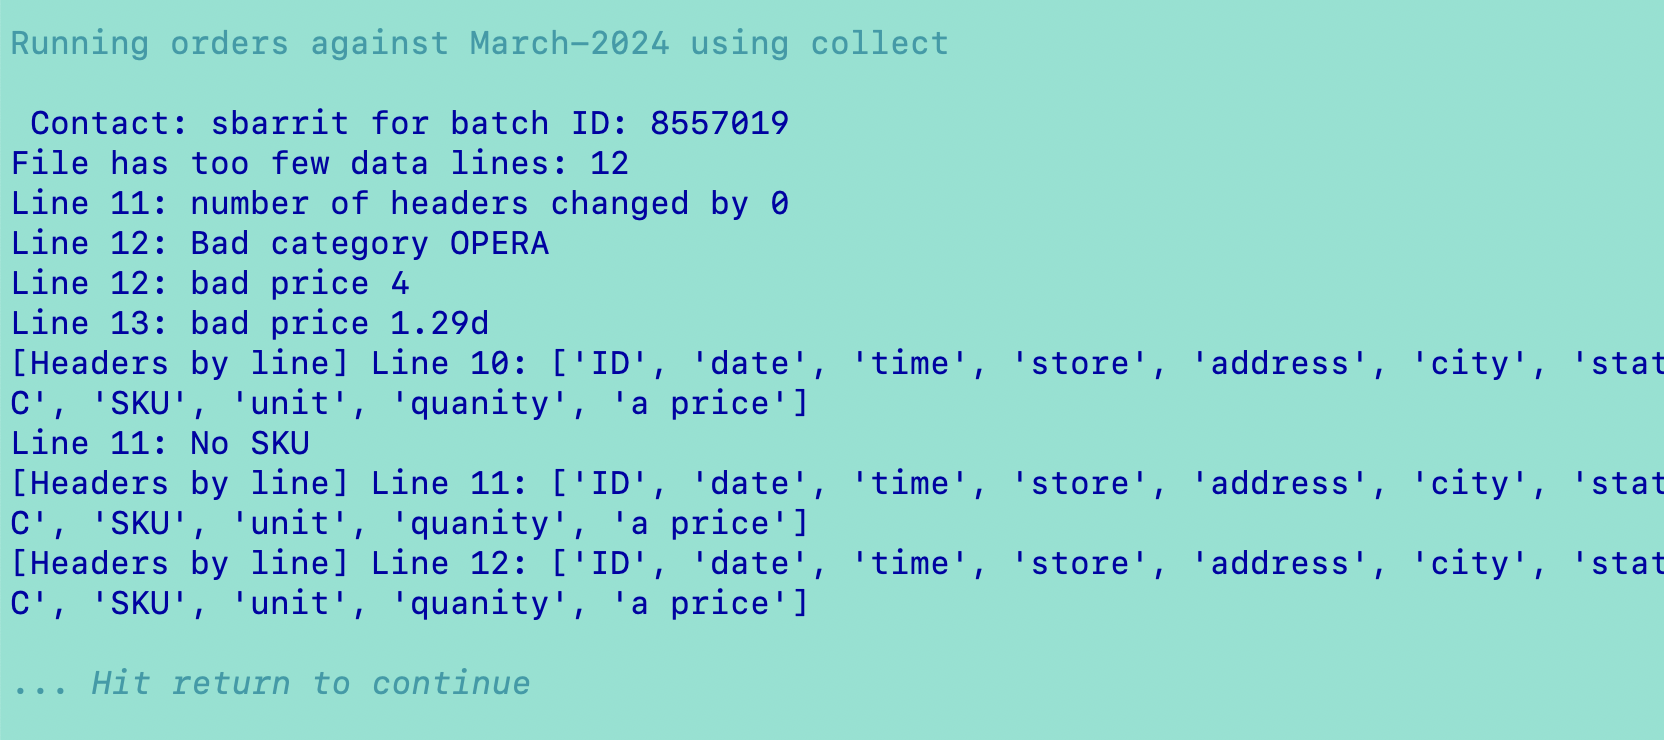 Running orders against March-2024 using collect
Contact: sbarrit for batch ID: 8557019
File has too few data lines: 12
Line 11: number of headers changed by 0
Line 12: Bad category OPERA
Line 12: bad price 4
Line 13: bad price 1.29d
[Headers by line] Line 10: ['ID', 'date', 'time', 'store', 'address', 'city', 'stat
C', 'SKU', 'unit', 'quanity', 'a price']
Line 11: No SKU
[Headers by line] Line 11: ['ID', 'date', 'time', 'store', 'address', 'city', 'stat
C', 'SKU', 'unit', 'quanity', 'a price']
[Headers by line] Line 12: ['ID', 'date', 'time', 'store', 'address', 'city', 'stat
C', 'SKU', 'unit', 'quanity', 'a price']
... Hit return to continue